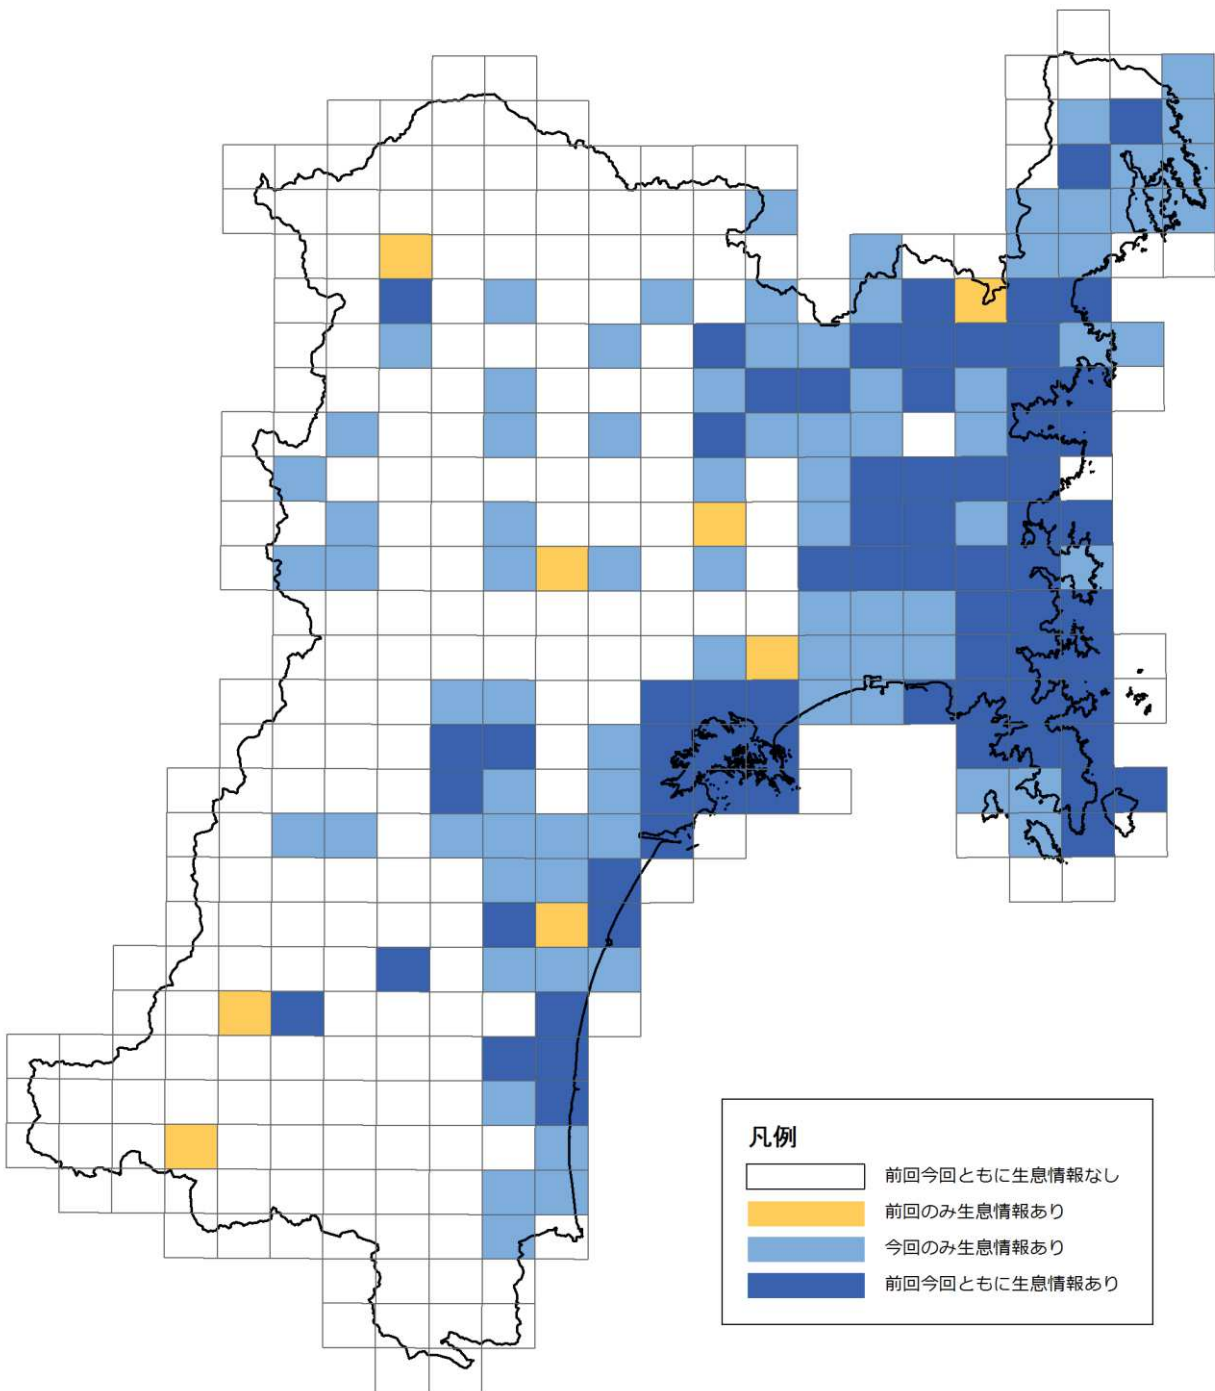 凡例
前回今回ともに生息情報なし
前回のみ生息情報あり
今回のみ生息情報あり
前回今回ともに生息情報あり